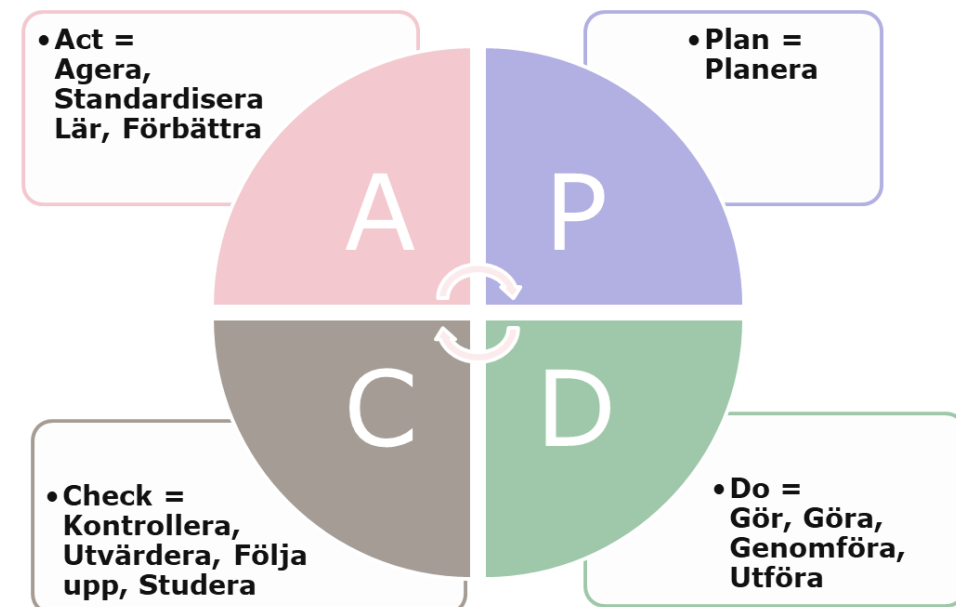 •Act =
Agera,
Standardisera
Lär, Förbättra
•Plan =
Planera
A
P
C
D
•Check =
Kontrollera,
Utvärdera, Följa
upp, Studera
•Do =
Gör, Göra,
Genomföra,
Utföra